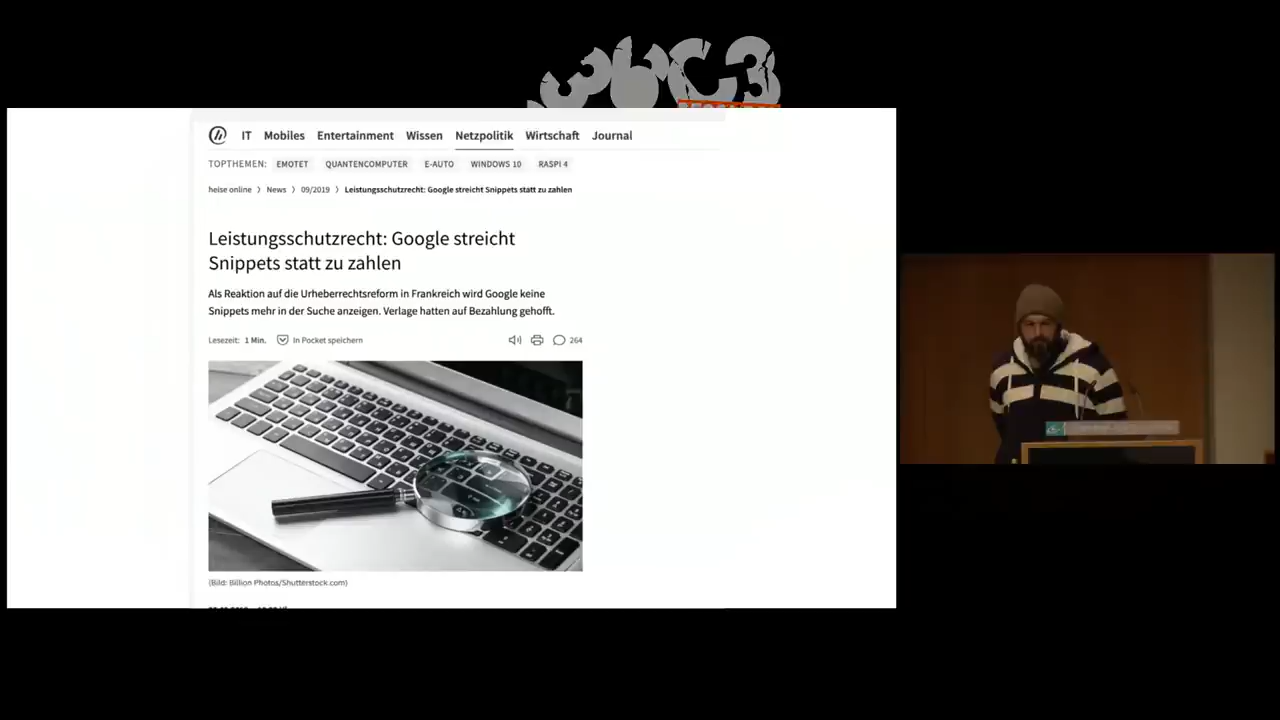 36C3
IT Mobiles Entertainment Wissen Netzpolitik Wirtschaft Journal
TOPTHEMEN: EMOTET QUANTENCOMPUTER E-AUTO WINDOWS 10 RASPI 4
heise online > News > 09/2019 > Leistungsschutzrecht: Google streicht Snippets statt zu zahlen
Leistungsschutzrecht: Google streicht
Snippets statt zu zahlen
Als Reaktion auf die Urheberrechtsreform in Frankreich wird Google keine
Snippets mehr in der Suche anzeigen. Verlage hatten auf Bezahlung gehofft.
Lesezeit: 1 Min. In Pocket speichern 264
(Bild: Billion Photos/Shutterstock.com)